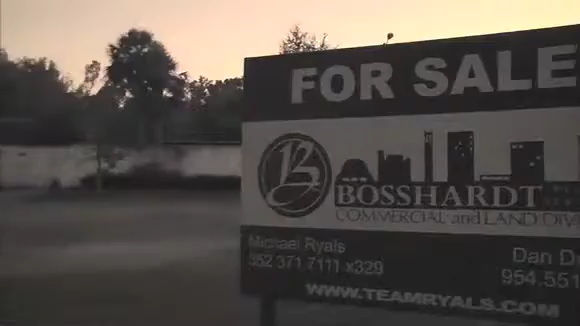 FOR SALE
B
BOSSHARDT
COMMERCIAL and LAND DIV
Michael Ryals
352 371 7111 x329
Dan D
954.551
WWW.TEAMRYALS.COM